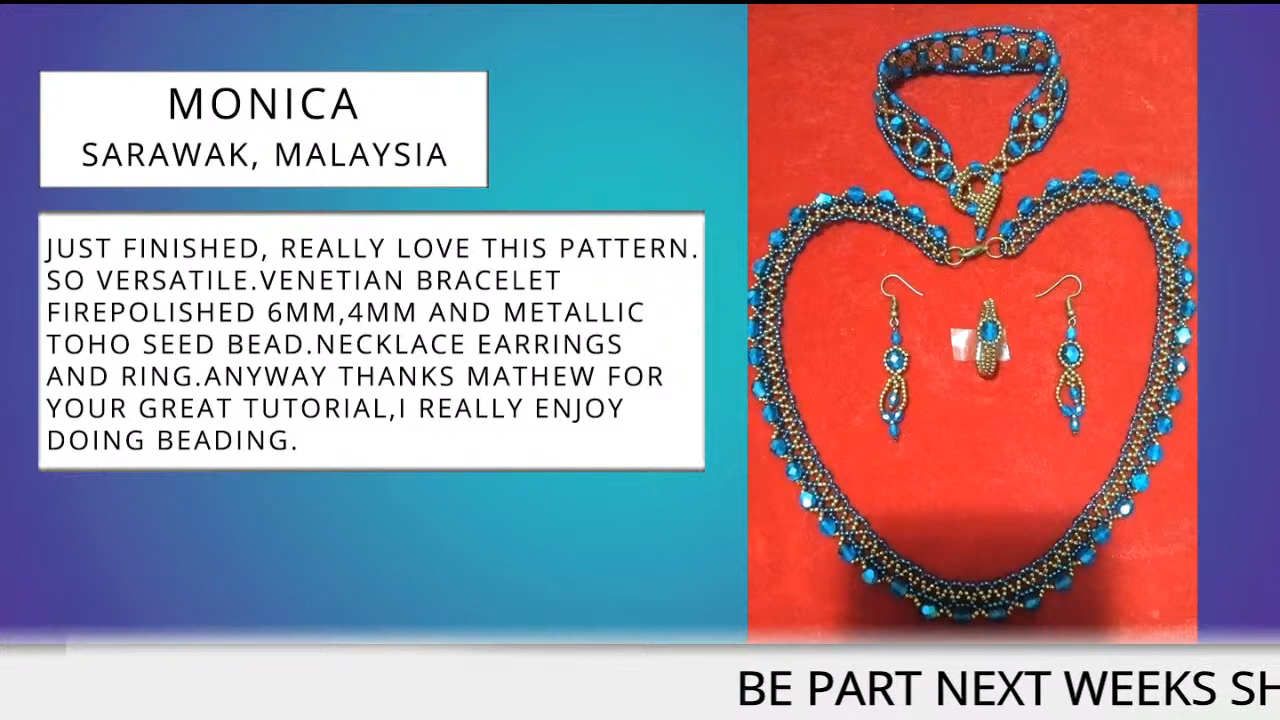 MONICA
SARAWAK, MALAYSIA
JUST FINISHED, REALLY LOVE THIS PATTERN.
SO VERSATILE.VENETIAN BRACELET
FIREPOLISHED 6MM,4MM AND METALLIC
TOHO SEED BEAD.NECKLACE EARRINGS
AND RING.ANYWAY THANKS MATHEW FOR
YOUR GREAT TUTORIAL,I REALLY ENJOY
DOING BEADING.
BE PART NEXT WEEKS SH